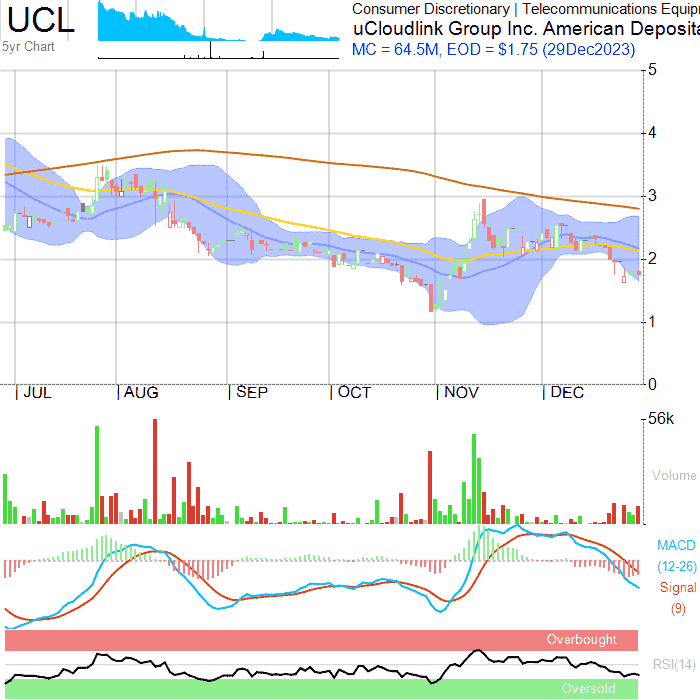 UCL
5yr Chart
Consumer Discretionary | Telecommunications Equip
uCloudlink Group Inc. American Deposita
MC = 64.5M, EOD = $1.75 (29Dec2023)
5
4
3
2
1
0
JUL AUG SEP OCT NOV DEC
56k
Volume
MACD
(12-26)
Signal
(9)
Overbought
RSI(14)
Oversold